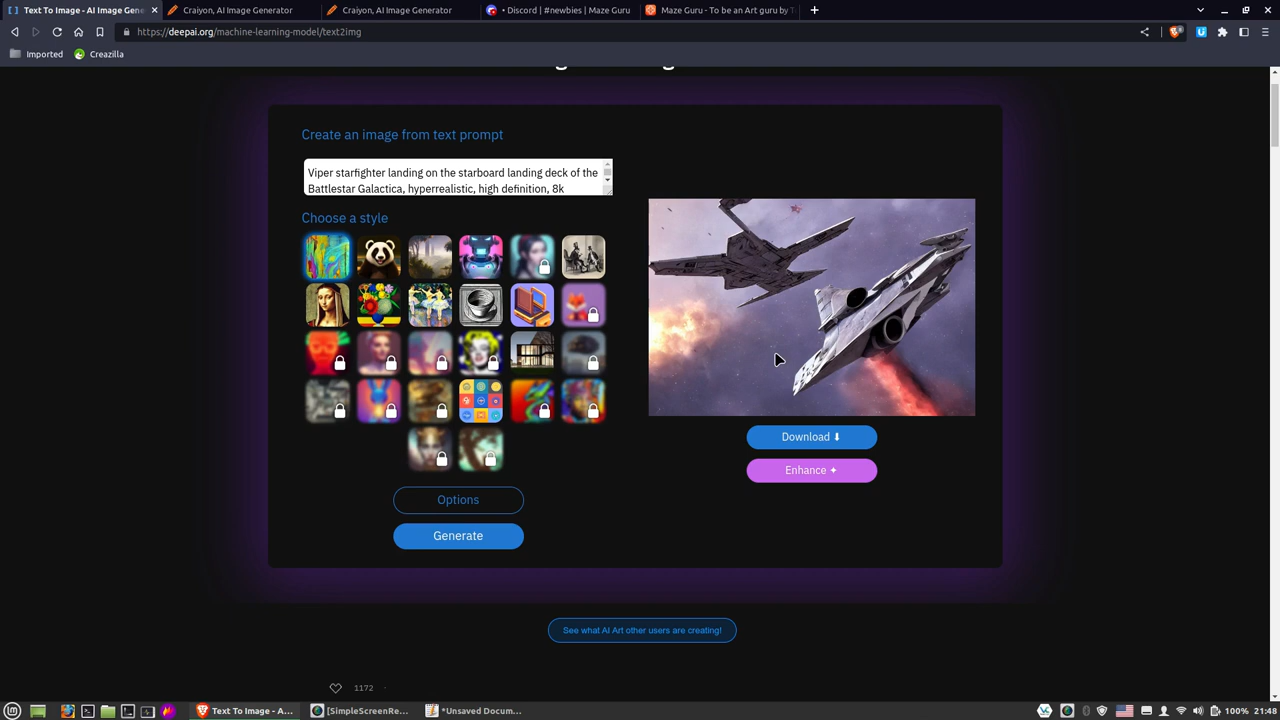 Text To Image - AI Image Gene
Craiyon, AI Image Generator
Craiyon, AI Image Generator
• Discord | #newbies | Maze Guru
Maze Guru - To be an Art guru by T
https://deepai.org/machine-learning-model/text2img
6
Imported
Creazilla
Create an image from text prompt
Viper starfighter landing on the starboard landing deck of the
Battlestar Galactica, hyperrealistic, high definition, 8k
Choose a style
Download
Enhance
Options
Generate
See what AI Art other users are creating!
1172
Text To Image - A...
[SimpleScreenRe...
*Unsaved Docum...
100%
21:48